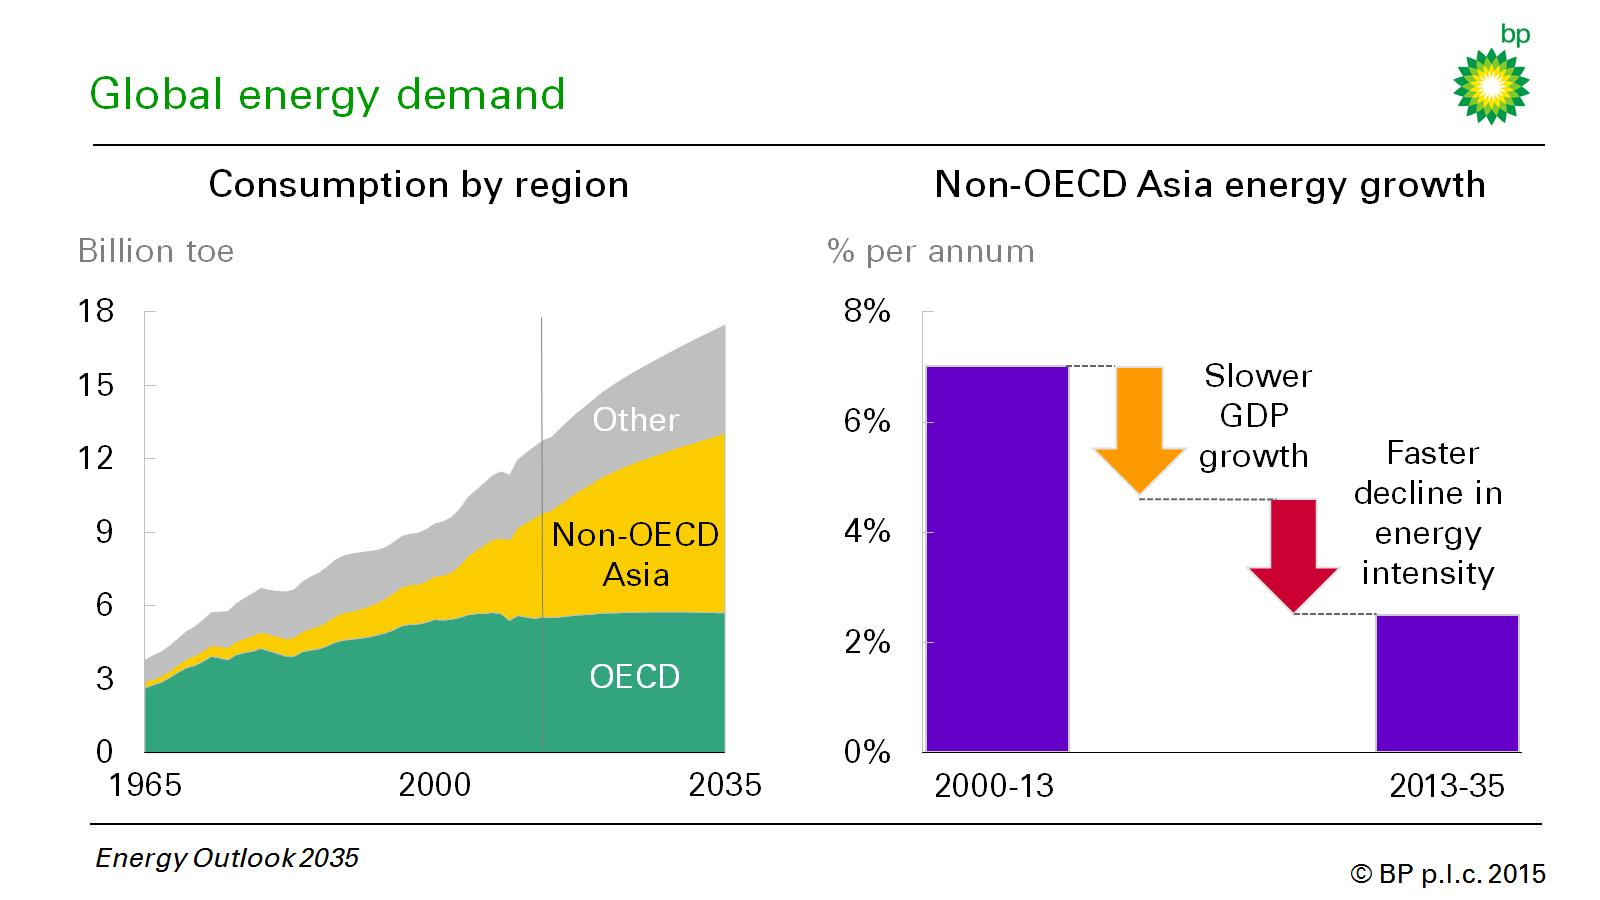 bp
Global energy demand
Consumption by region
Billion toe
18
15
12
9
6
3
0
1965
2000
2035
Other
Non-OECD
Asia
OECD
Non-OECD Asia energy growth
% per annum
8%
6%
4%
2%
0%
2000-13
2013-35
Slower
GDP
growth
Faster
decline in
energy
intensity
Energy Outlook 2035
© BP p.l.c. 2015